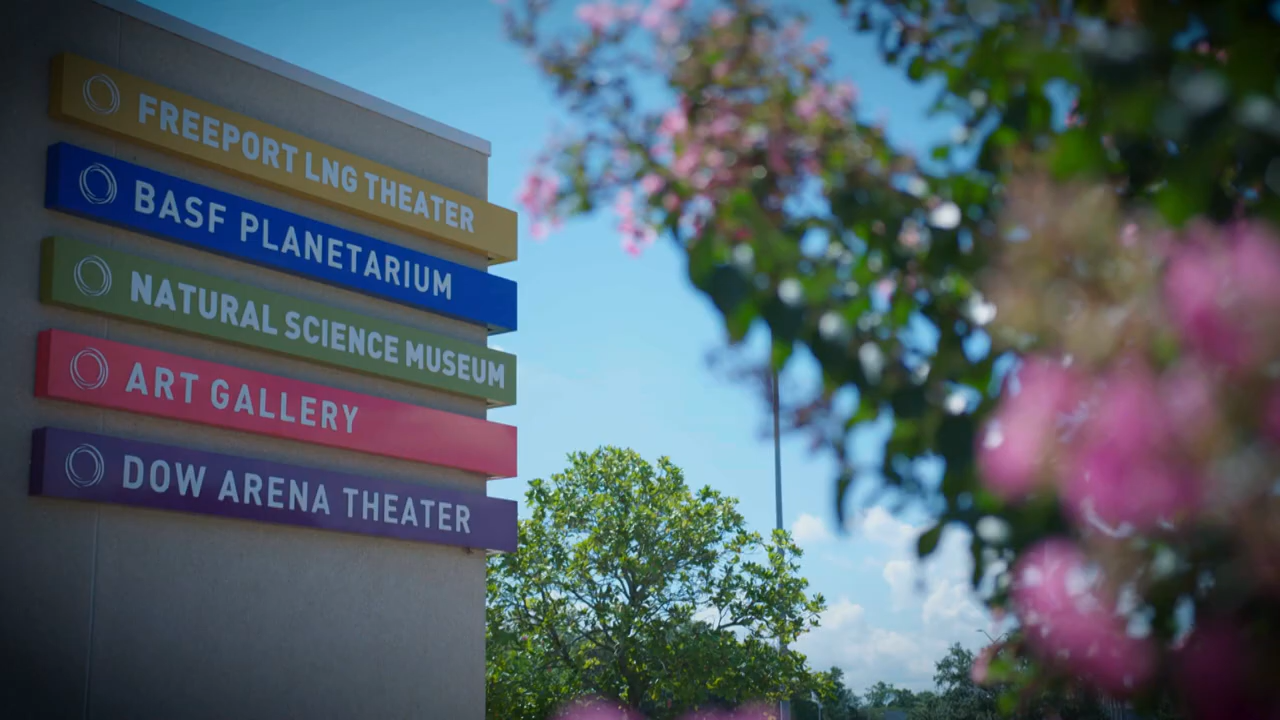 FREEPORT LNG THEATER
BASF PLANETARIUM
NATURAL SCIENCE MUSEUM
ART GALLERY
DOW ARENA THEATER